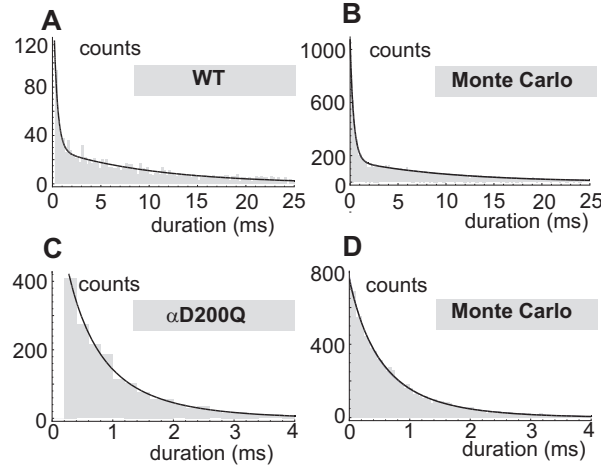 A
120
counts
WT
80
40
0
0 5 10 15 20 25
duration (ms)
B
1000
counts
Monte Carlo
600
200
0
0 5 10 15 20 25
duration (ms)
C
400
counts
αD200Q
200
0
0 1 2 3 4
duration (ms)
D
800
counts
Monte Carlo
400
0
0 1 2 3 4
duration (ms)